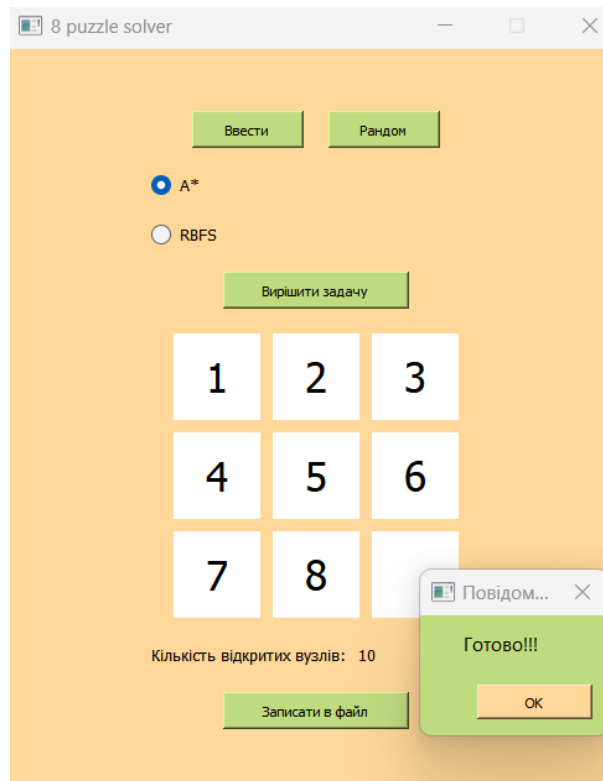 8 puzzle solver
Ввести Рандом
A*
RBFS
Вирішити задачу
1 2 3
4 5 6
7 8
Повідом...
Готово!!!
Кількість відкритих вузлів: 10
OK
Записати в файл